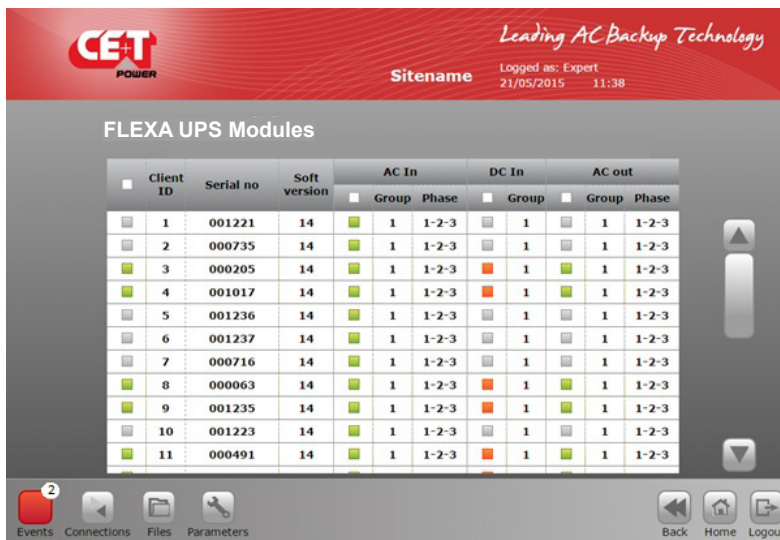 CE+T
POWER
Leading AC Backup Technology
Sitename
Logged as: Expert
21/05/2015 11:38
FLEXA UPS Modules
Client ID Serial no Soft version AC In DC In AC out
Group Phase Group Group Phase
1 001221 14 1 1-2-3 1 1 1-2-3
2 000735 14 1 1-2-3 1 1 1-2-3
3 000205 14 1 1-2-3 1 1 1-2-3
4 001017 14 1 1-2-3 1 1 1-2-3
5 001236 14 1 1-2-3 1 1 1-2-3
6 001237 14 1 1-2-3 1 1 1-2-3
7 000716 14 1 1-2-3 1 1 1-2-3
8 000063 14 1 1-2-3 1 1 1-2-3
9 001235 14 1 1-2-3 1 1 1-2-3
10 001223 14 1 1-2-3 1 1 1-2-3
11 000491 14 1 1-2-3 1 1 1-2-3
2
Events Connections Files Parameters Back Home Logou